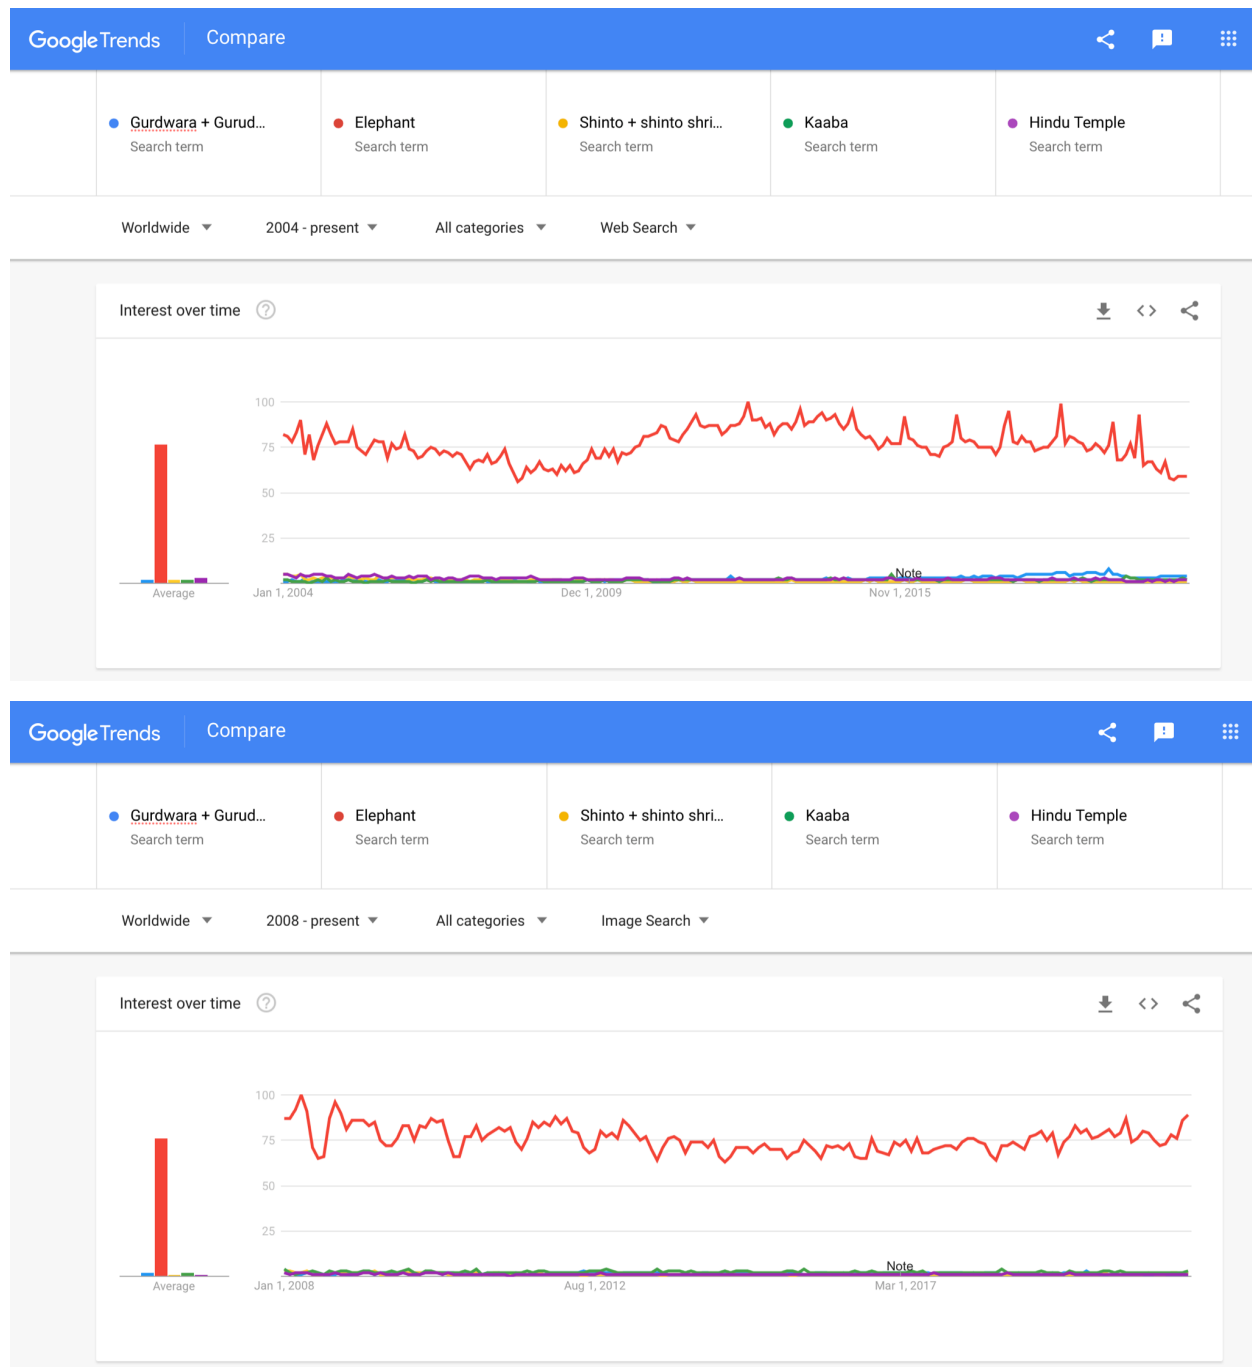 Google Trends Compare
Gurdwara + Gurud... Elephant Shinto + shinto shri... Kaaba Hindu Temple
Search term Search term Search term Search term Search term
Worldwide 2004 - present All categories Web Search
Interest over time ?
100
75
50
25
Note
Average Jan 1, 2004 Dec 1, 2009 Nov 1, 2015
Google Trends Compare
Gurdwara + Gurud... Elephant Shinto + shinto shri... Kaaba Hindu Temple
Search term Search term Search term Search term Search term
Worldwide 2008 - present All categories Image Search
Interest over time ?
100
75
50
25
Note
Average Jan 1, 2008 Aug 1, 2012 Mar 1, 2017